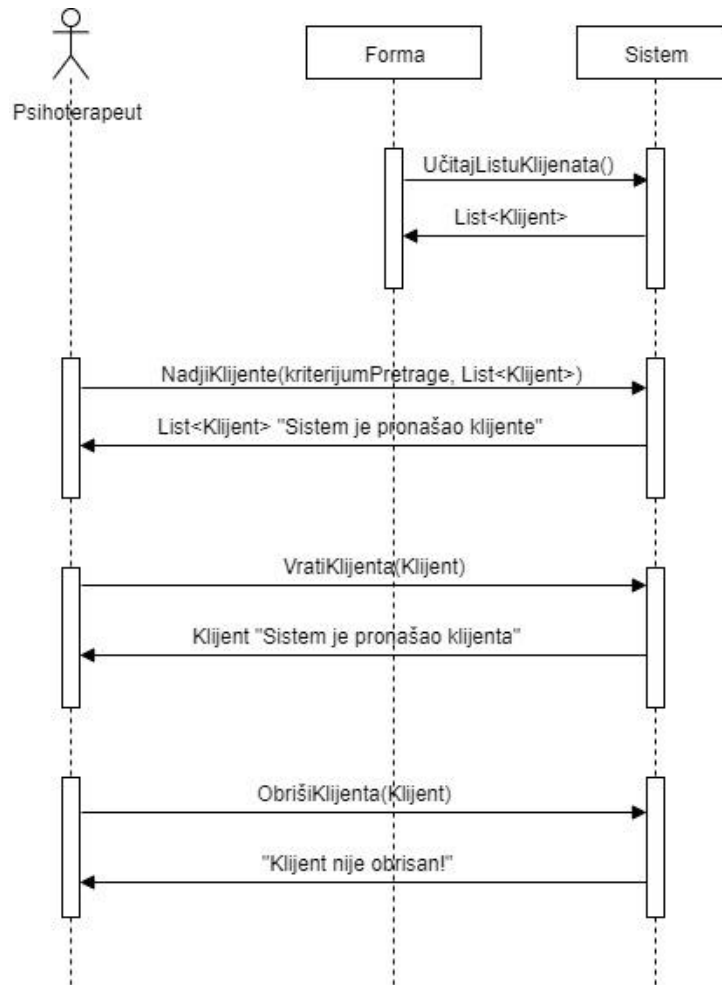 Forma
Sistem
Psihoterapeut
UčitajListuKlijenata()
List<Klijent>
NadjiKlijente(kriterijumPretrage, List<Klijent>)
List<Klijent> "Sistem je pronašao klijente"
VratiKlijenta(Klijent)
Klijent "Sistem je pronašao klijenta"
ObrišiKlijenta(Klijent)
"Klijent nije obrisan!"